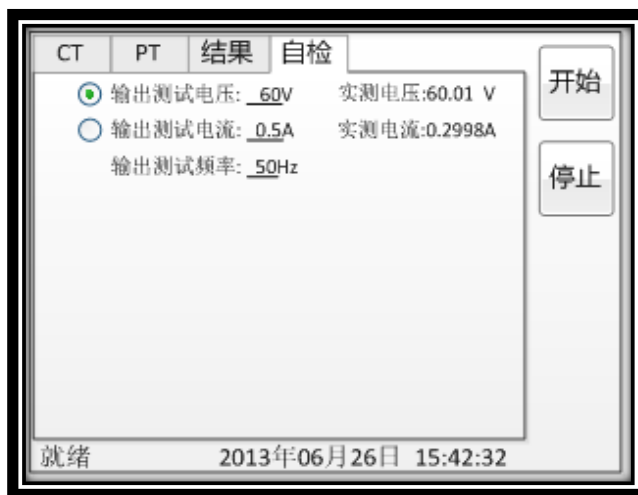 CT PT 结果 自检
输出测试电压: 60V 实测电压:60.01 V
输出测试电流: 0.5A 实测电流:0.2998A
输出测试频率: 50Hz
开始
停止
就绪 2013年06月26日 15:42:32